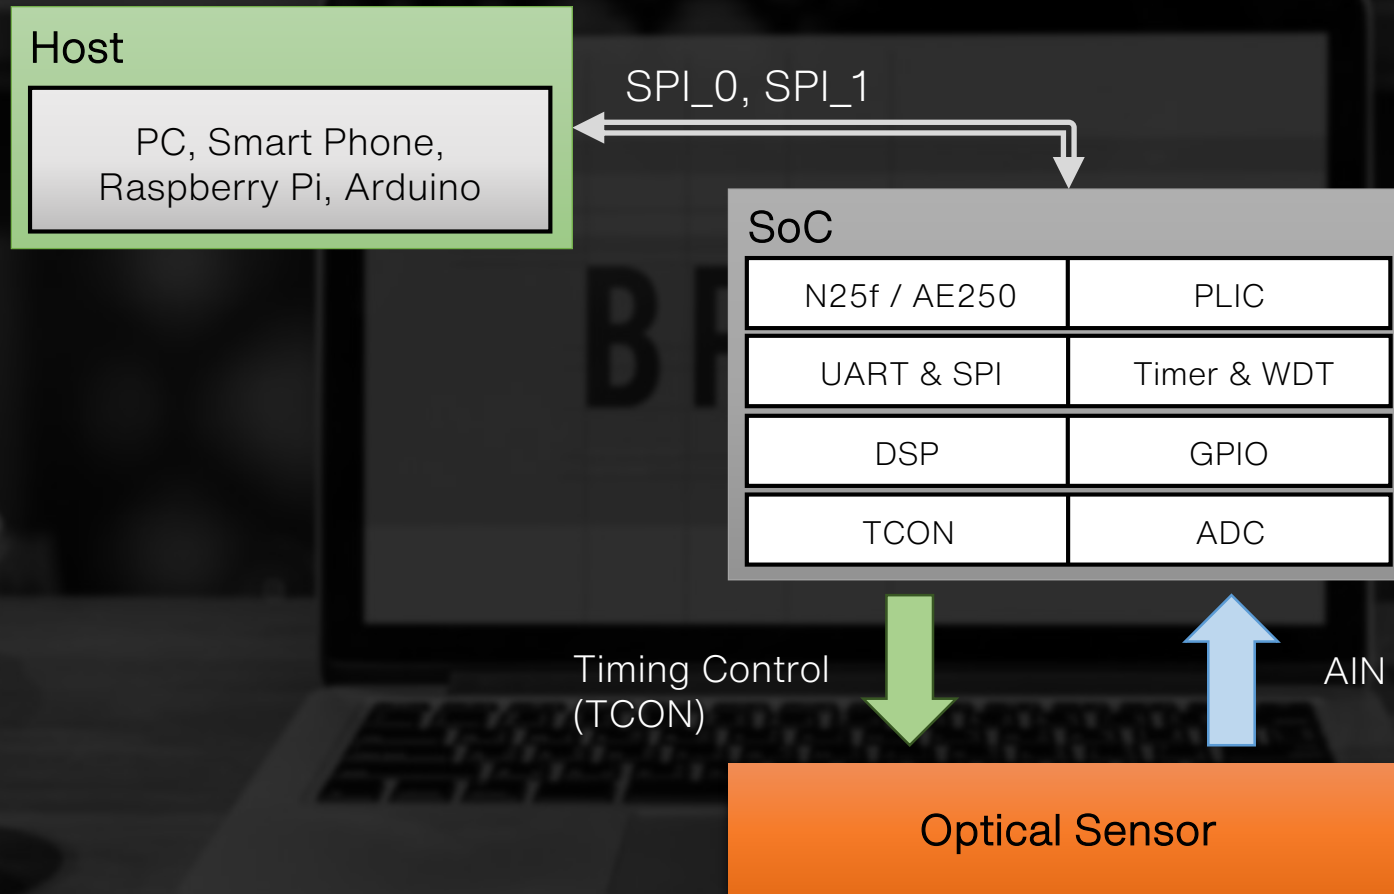 Host
PC, Smart Phone,
Raspberry Pi, Arduino
SPI_0, SPI_1
SoC
N25f / AE250
PLIC
UART & SPI
Timer & WDT
DSP
GPIO
TCON
ADC
Timing Control
(TCON)
AIN
Optical Sensor